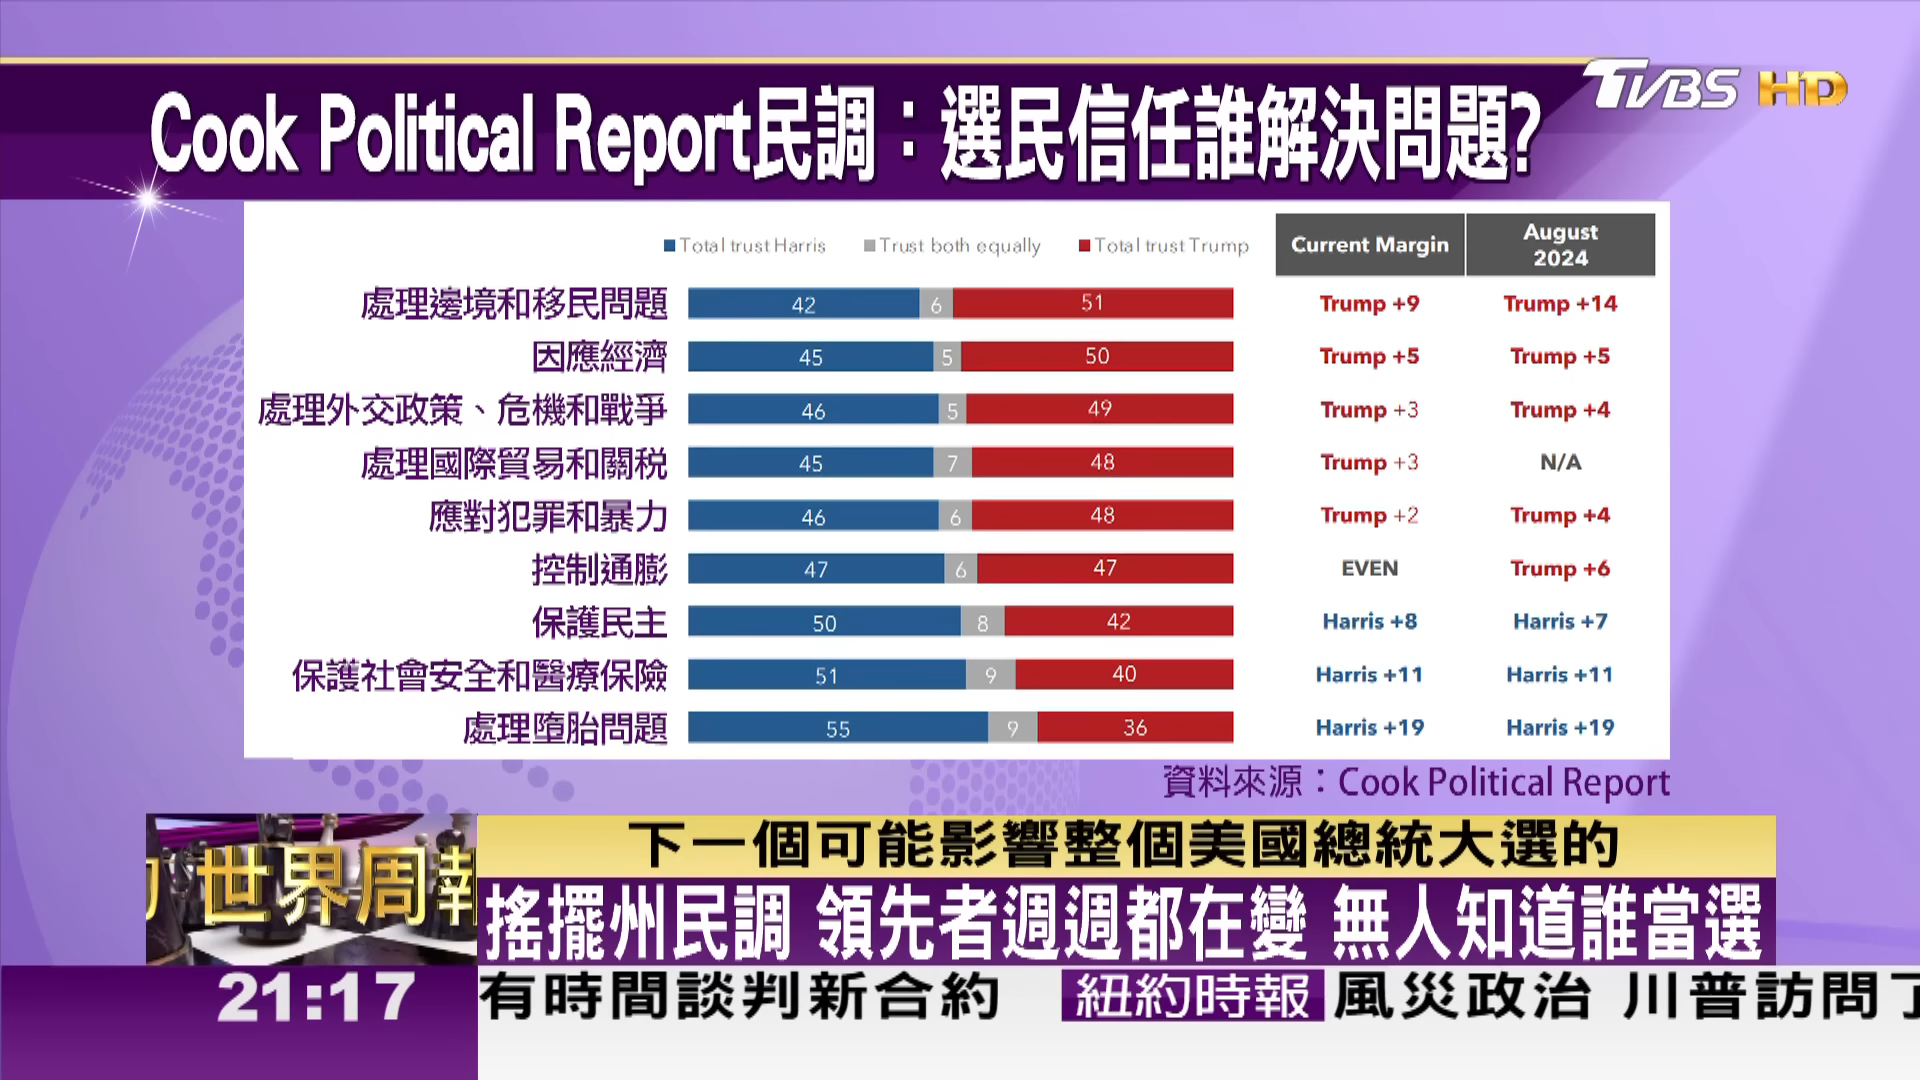 TVBS HD
Cook Political Report民調：選民信任誰解決問題?
Total trust Harris Trust both equally Total trust Trump Current Margin August 2024
處理邊境和移民問題 42 6 51 Trump +9 Trump +14
因應經濟 45 5 50 Trump +5 Trump +5
處理外交政策、危機和戰爭 46 5 49 Trump +3 Trump +4
處理國際貿易和關稅 45 7 48 Trump +3 N/A
應對犯罪和暴力 46 6 48 Trump +2 Trump +4
控制通膨 47 6 47 EVEN Trump +6
保護民主 50 8 42 Harris +8 Harris +7
保護社會安全和醫療保險 51 9 40 Harris +11 Harris +11
處理墮胎問題 55 9 36 Harris +19 Harris +19
資料來源：Cook Political Report
下一個可能影響整個美國總統大選的
世界周報
搖擺州民調 領先者週週都在變 無人知道誰當選
21:17
有時間談判新合約 紐約時報 風災政治 川普訪問了